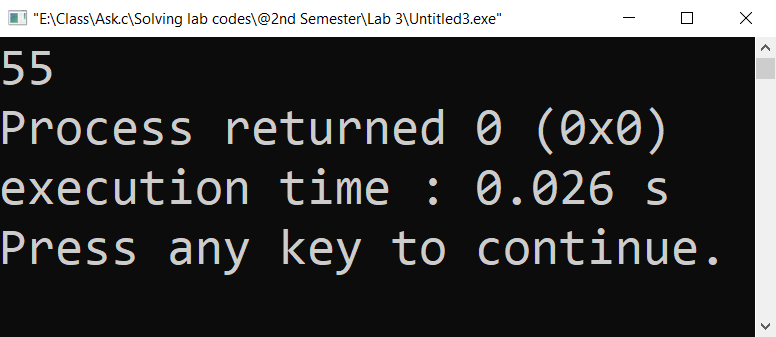 "E:\Class\Ask.c\Solving lab codes\@2nd Semester\Lab 3\Untitled3.exe"
55
Process returned 0 (0x0)
execution time : 0.026 s
Press any key to continue.